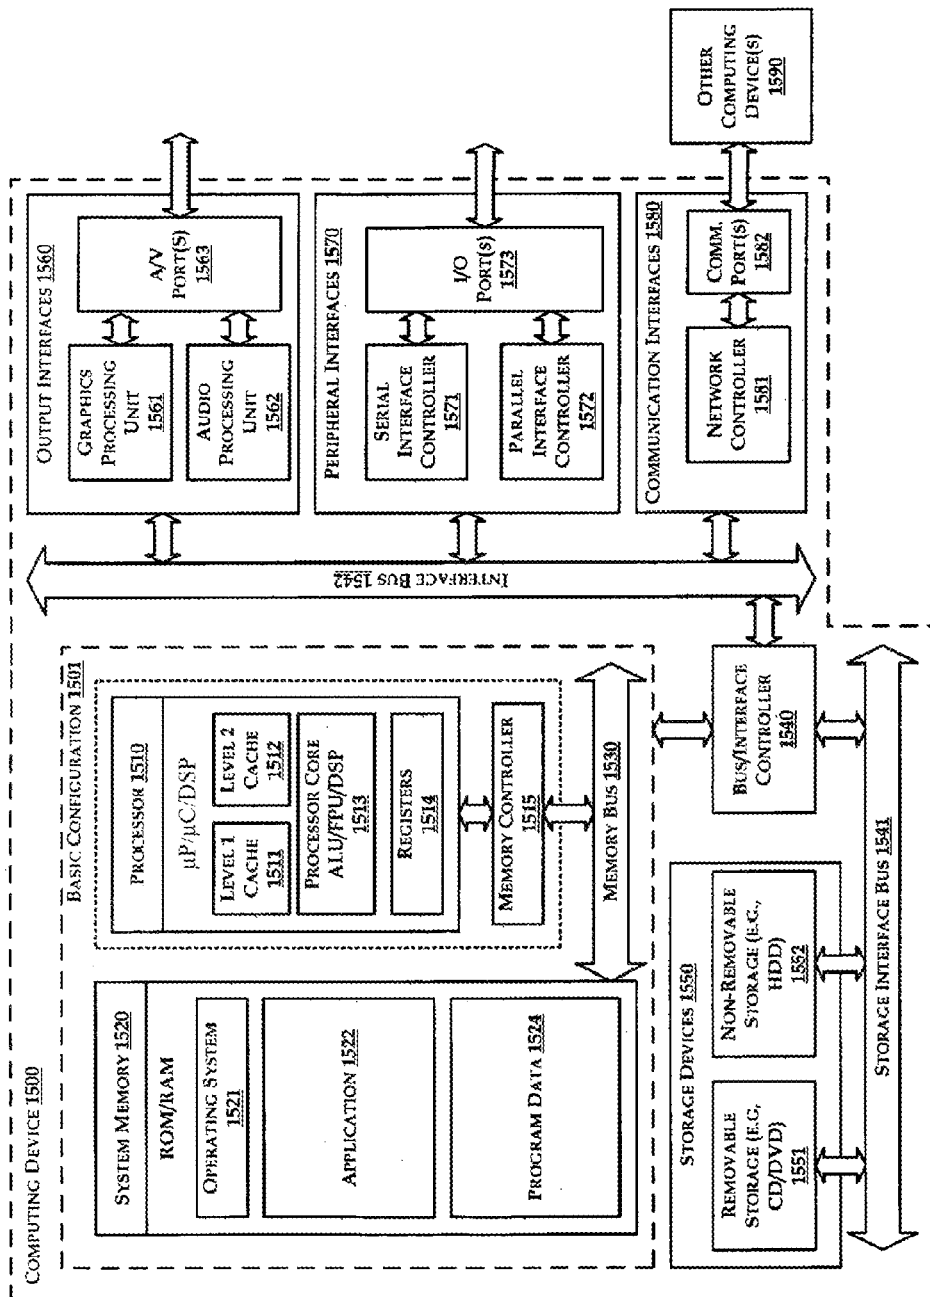 COMPUTING DEVICE 1500
BASIC CONFIGURATION 1501
SYSTEM MEMORY 1520
ROM/RAM
OPERATING SYSTEM
1521
APPLICATION 1522
PROGRAM DATA 1524
PROCESSOR 1510
µP/µC/DSP
LEVEL 1
CACHE
1511
LEVEL 2
CACHE
1512
PROCESSOR CORE
ALU/FPU/DSP
1513
REGISTERS
1514
MEMORY CONTROLLER
1515
MEMORY BUS 1530
STORAGE DEVICES 1550
REMOVABLE
STORAGE (E.G.,
CD/DVD)
1551
NON-REMOVABLE
STORAGE (E.G.,
HDD)
1552
STORAGE INTERFACE BUS 1541
BUS/INTERFACE
CONTROLLER
1540
INTERFACE BUS 1542
OUTPUT INTERFACES 1560
GRAPHICS
PROCESSING
UNIT
1561
AUDIO
PROCESSING
UNIT
1562
A/V
PORT(S)
1563
PERIPHERAL INTERFACES 1570
SERIAL
INTERFACE
CONTROLLER
1571
PARALLEL
INTERFACE
CONTROLLER
1572
I/O
PORT(S)
1573
COMMUNICATION INTERFACES 1580
NETWORK
CONTROLLER
1581
COMM.
PORT(S)
1582
OTHER
COMPUTING
DEVICE(S)
1590